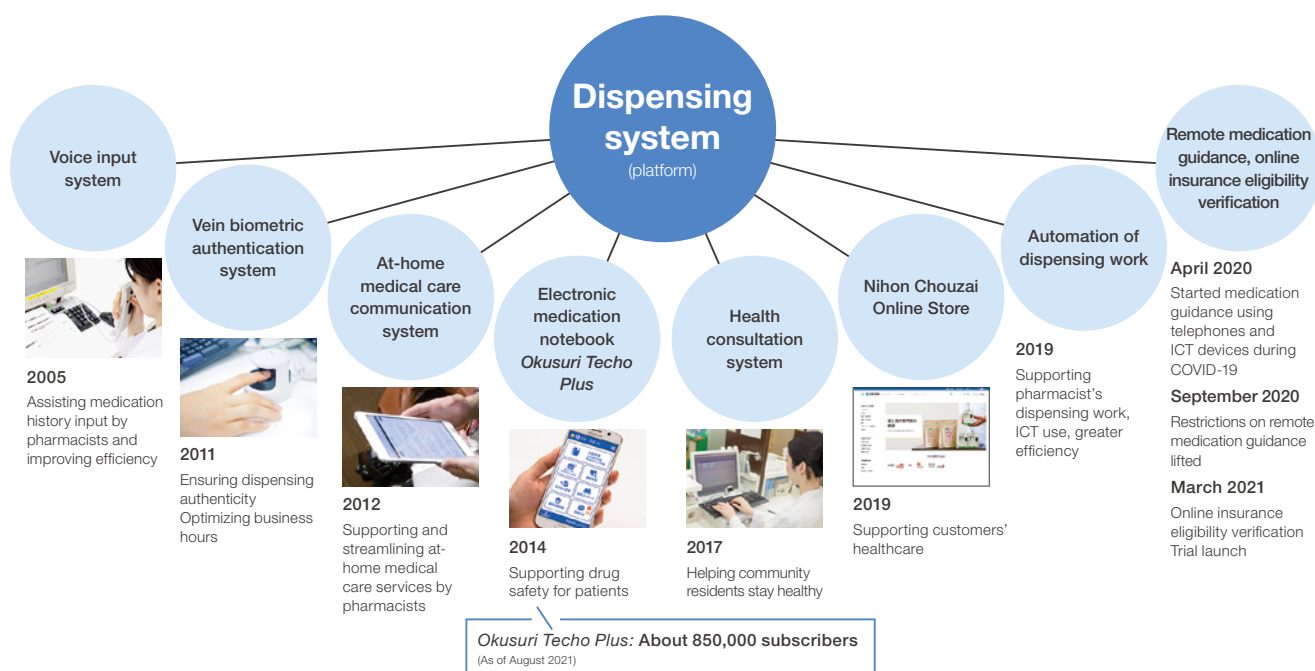 Dispensing
system
(platform)
Voice input
system
2005
Assisting medication
history input by
pharmacists and
improving efficiency
Vein biometric
authentication
system
2011
Ensuring dispensing
authenticity
Optimizing business
hours
At-home
medical care
communication
system
2012
Supporting and
streamlining at-
home medical
care services by
pharmacists
Electronic
medication
notebook
Okusuri Techo
Plus
2014
Supporting drug
safety for patients
Okusuri Techo Plus: About 850,000 subscribers
(As of August 2021)
Health
consultation
system
2017
Helping community
residents stay healthy
Nihon Chouzai
Online Store
2019
Supporting customers’
healthcare
Automation of
dispensing work
2019
Supporting
pharmacist’s
dispensing work,
ICT use, greater
efficiency
Remote medication
guidance, online
insurance eligibility
verification
April 2020
Started medication
guidance using
telephones and
ICT devices during
COVID-19
September 2020
Restrictions on remote
medication guidance
lifted
March 2021
Online insurance
eligibility verification
Trial launch